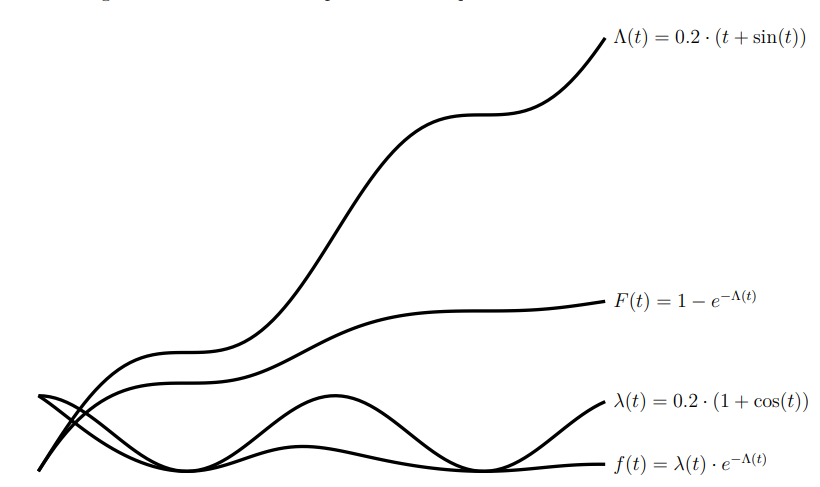 Λ(t) = 0.2 · (t + sin(t))
F(t) = 1 − e^{−Λ(t)}
λ(t) = 0.2 · (1 + cos(t))
f(t) = λ(t) · e^{−Λ(t)}